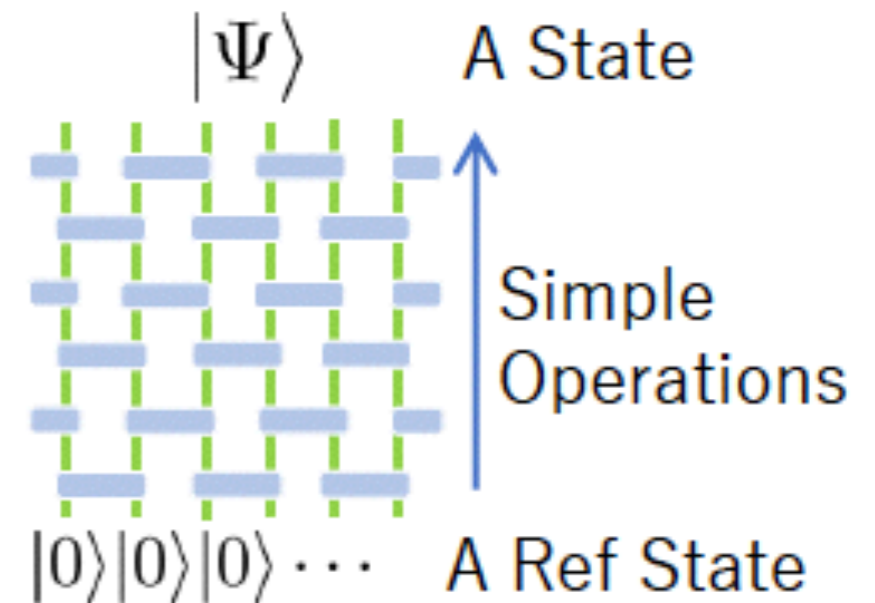 |Ψ⟩ A State
Simple
Operations
|0⟩|0⟩|0⟩ ··· A Ref State